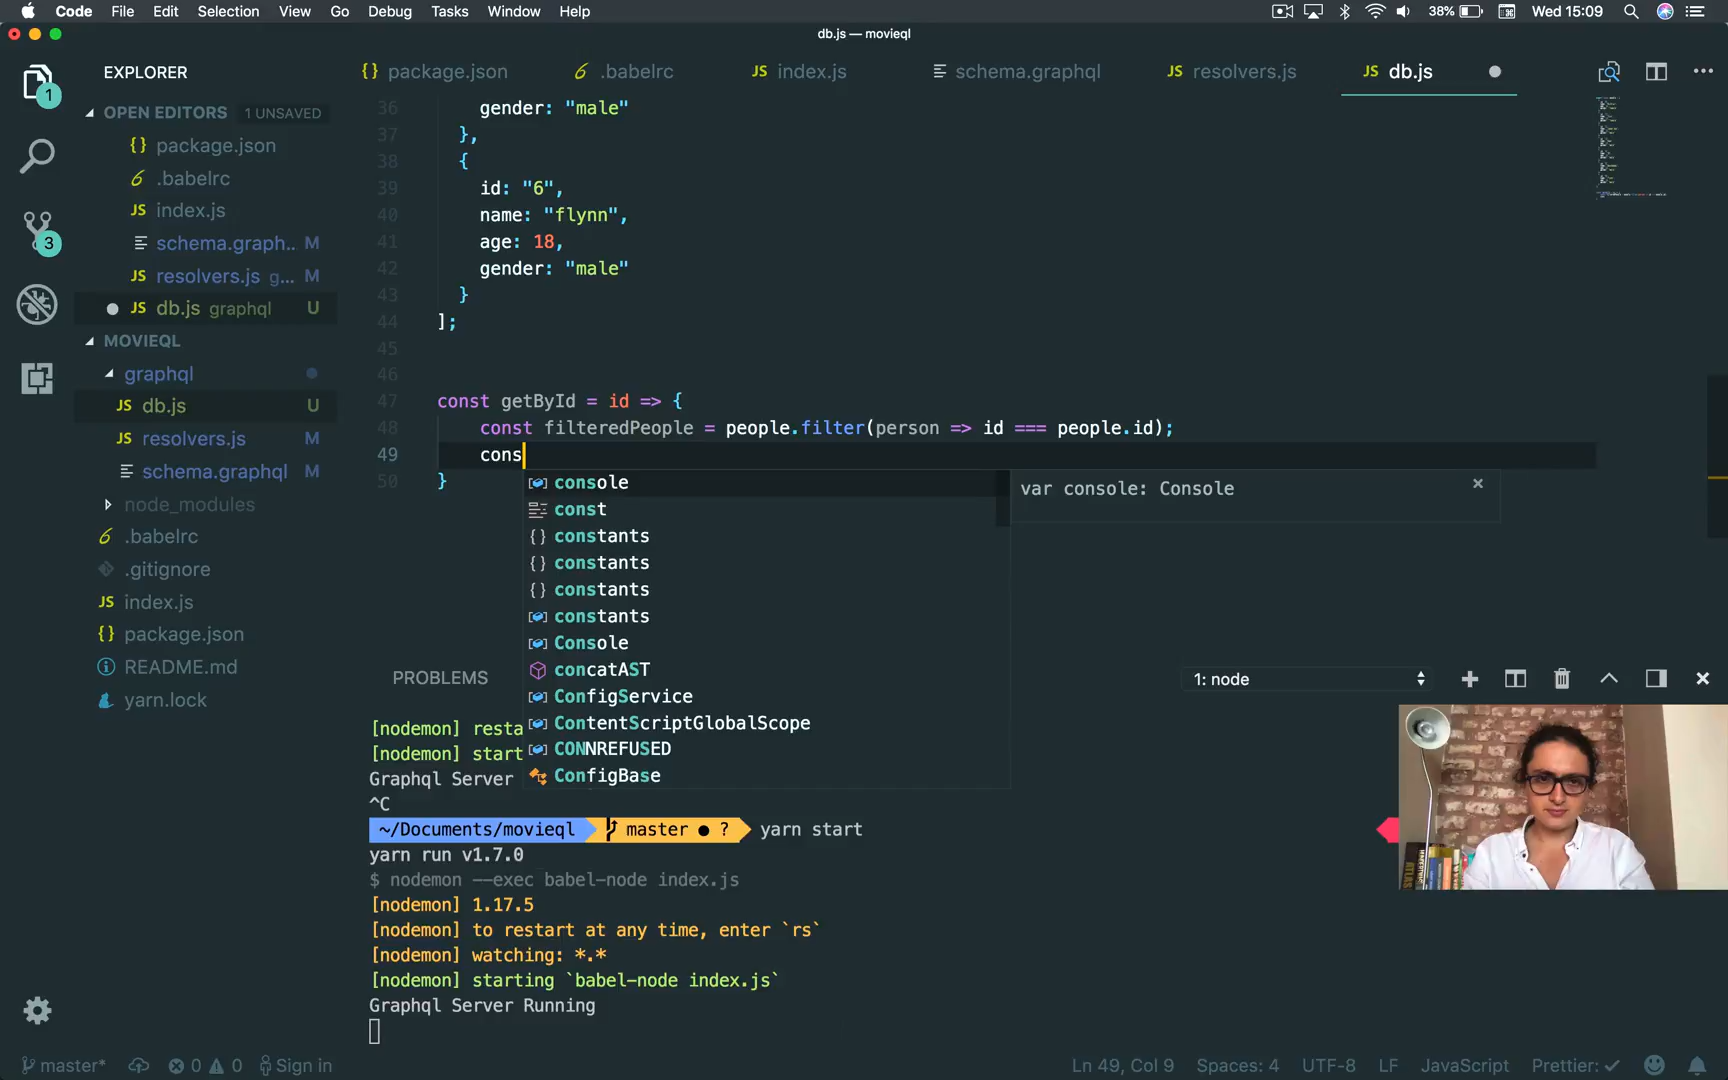 Code File Edit Selection View Go Debug Tasks Window Help 38% Wed 15:09
db.js — movieql
EXPLORER
OPEN EDITORS 1 UNSAVED
{} package.json
.babelrc
JS index.js
schema.graph.. M
JS resolvers.js g... M
JS db.js graphql U
MOVIEQL
graphql
JS db.js U
JS resolvers.js M
schema.graphql M
node_modules
.babelrc
.gitignore
JS index.js
{} package.json
README.md
yarn.lock
1
3
{} package.json .babelrc JS index.js schema.graphql JS resolvers.js JS db.js
36 gender: "male"
37 },
38 {
39 id: "6",
40 name: "flynn",
41 age: 18,
42 gender: "male"
43 }
44 ];
45
46
47 const getById = id => {
48 const filteredPeople = people.filter(person => id === people.id);
49 cons
50 }
console
const
{} constants
{} constants
{} constants
constants
Console
concatAST
ConfigService
ContentScriptGlobalScope
CONNREFUSED
ConfigBase
var console: Console ×
PROBLEMS
1: node
[nodemon] resta
[nodemon] start
Graphql Server
^C
~/Documents/movieql master ● ? yarn start
yarn run v1.7.0
$ nodemon --exec babel-node index.js
[nodemon] 1.17.5
[nodemon] to restart at any time, enter `rs`
[nodemon] watching: *.*
[nodemon] starting `babel-node index.js`
Graphql Server Running
ATLAS
master* 0 0 Sign in Ln 49, Col 9 Spaces: 4 UTF-8 LF JavaScript Prettier: ✓